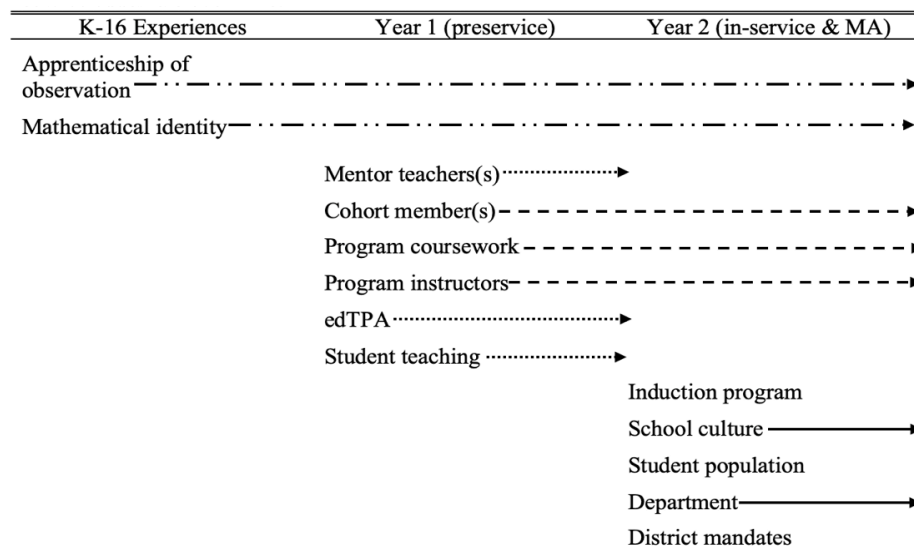 K-16 Experiences Year 1 (preservice) Year 2 (in-service & MA)
Apprenticeship of
observation
Mathematical identity
Mentor teachers(s)
Cohort member(s)
Program coursework
Program instructors
edTPA
Student teaching
Induction program
School culture
Student population
Department
District mandates